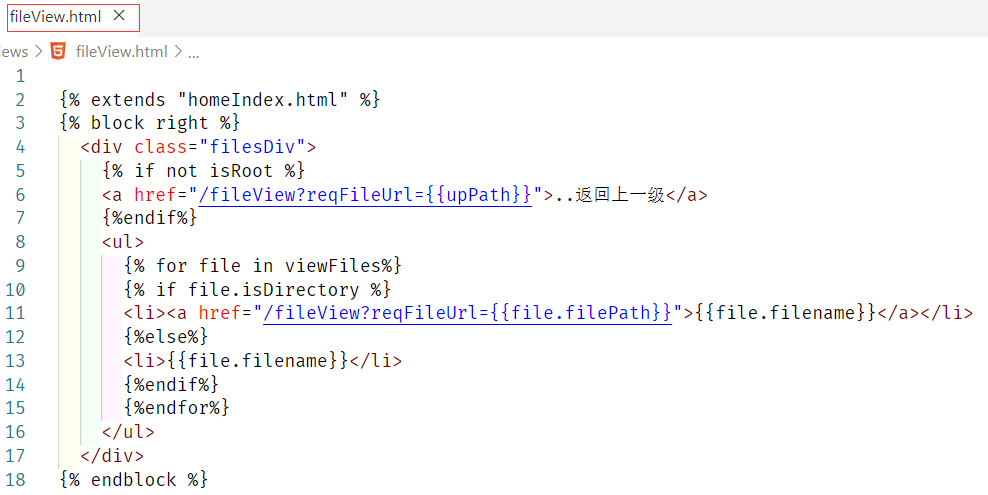 fileView.html ×
iews > fileView.html > ...
1
2 {% extends "homeIndex.html" %}
3 {% block right %}
4 <div class="filesDiv">
5 {% if not isRoot %}
6 <a href="/fileView?reqFileUrl={{upPath}}">..返回上一级</a>
7 {%endif%}
8 <ul>
9 {% for file in viewFiles%}
10 {% if file.isDirectory %}
11 <li><a href="/fileView?reqFileUrl={{file.filePath}}">{{file.filename}}</a></li>
12 {%else%}
13 <li>{{file.filename}}</li>
14 {%endif%}
15 {%endfor%}
16 </ul>
17 </div>
18 {% endblock %}